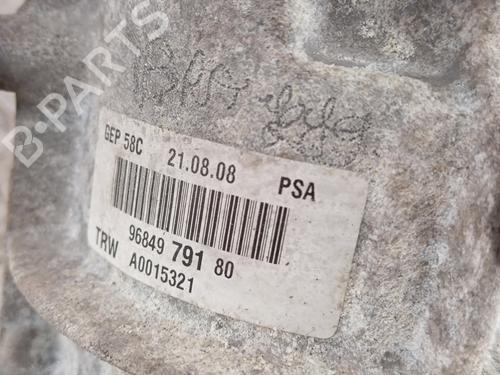 B-PARTS
GEP 58C 21.08.08 PSA
96849 791 80
TRW A0015321